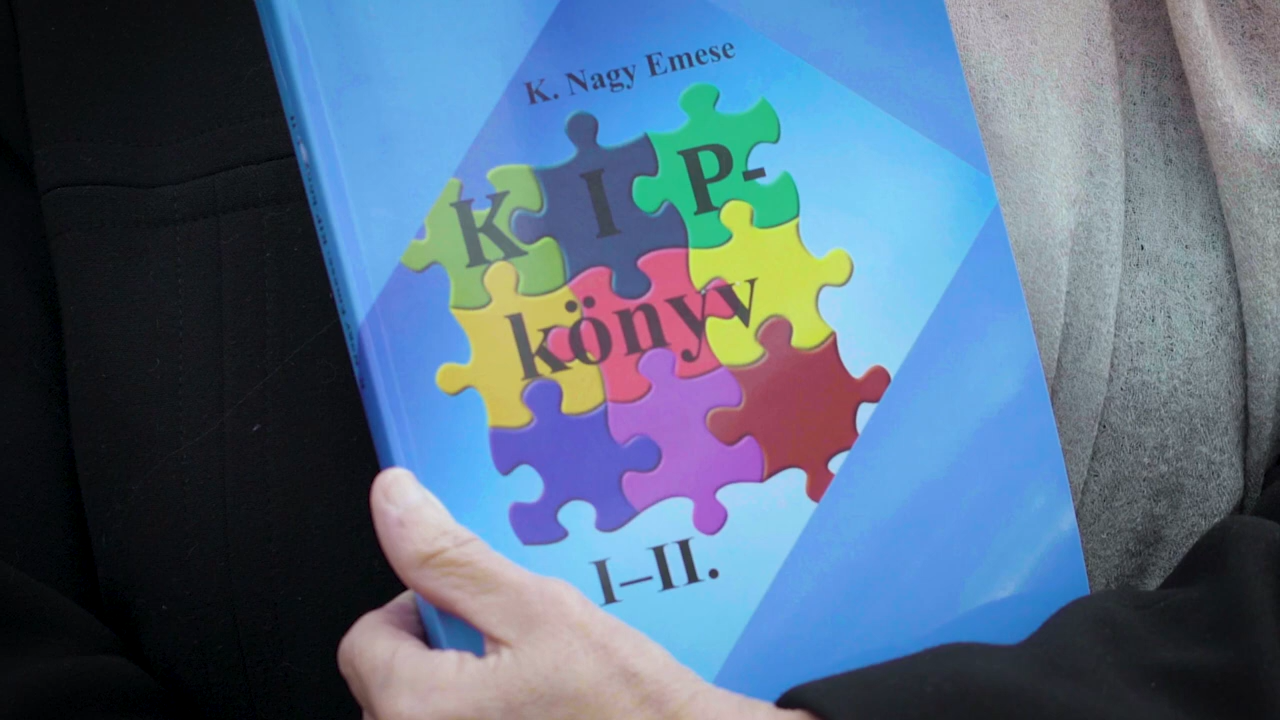 K. Nagy Emese
K I P-
könyv
I–II.